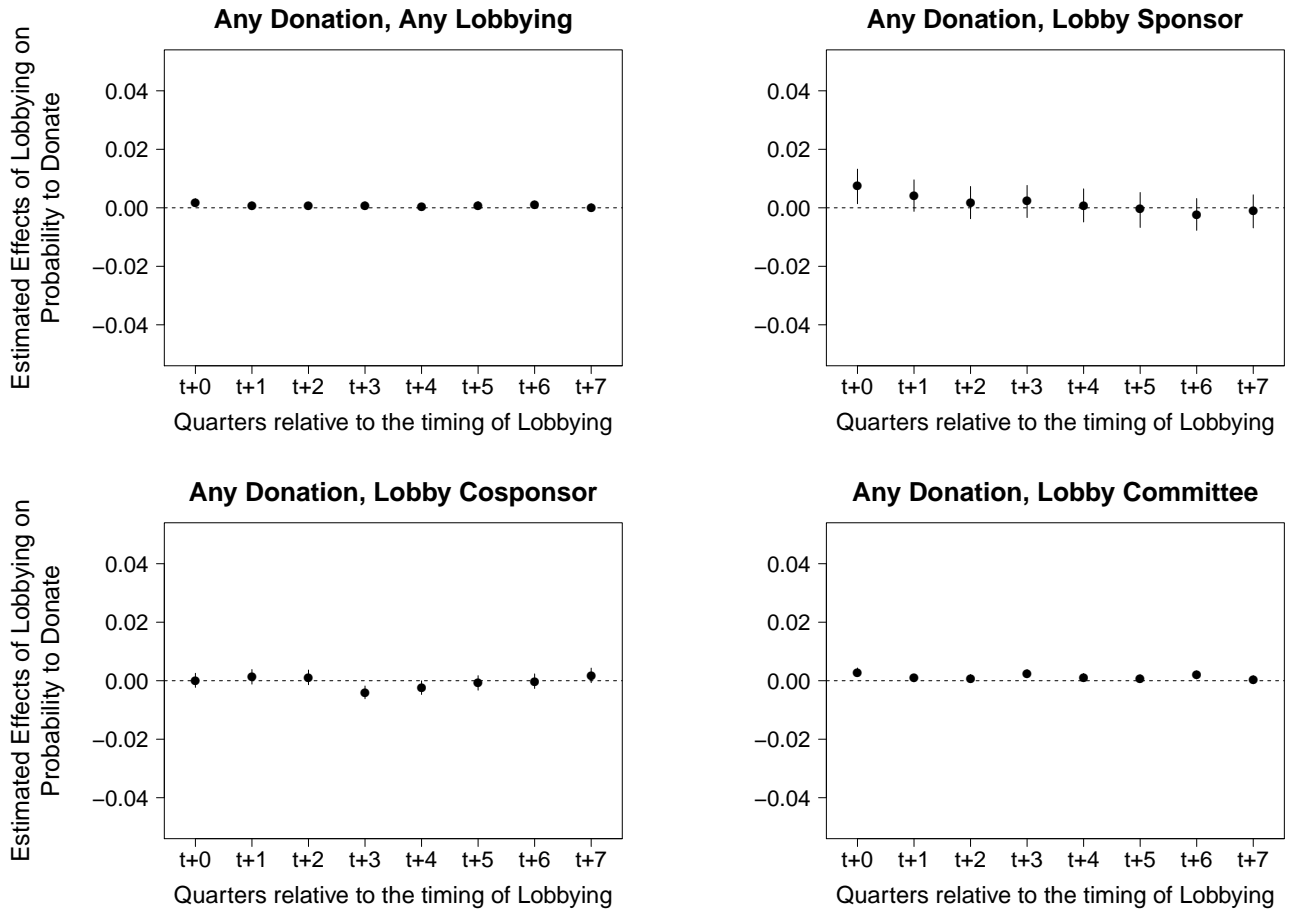 Any Donation, Any Lobbying
Estimated Effects of Lobbying on
Probability to Donate
0.04
0.02
0.00
−0.02
−0.04
t+0 t+1 t+2 t+3 t+4 t+5 t+6 t+7
Quarters relative to the timing of Lobbying
Any Donation, Lobby Sponsor
0.04
0.02
0.00
−0.02
−0.04
t+0 t+1 t+2 t+3 t+4 t+5 t+6 t+7
Quarters relative to the timing of Lobbying
Any Donation, Lobby Cosponsor
Estimated Effects of Lobbying on
Probability to Donate
0.04
0.02
0.00
−0.02
−0.04
t+0 t+1 t+2 t+3 t+4 t+5 t+6 t+7
Quarters relative to the timing of Lobbying
Any Donation, Lobby Committee
0.04
0.02
0.00
−0.02
−0.04
t+0 t+1 t+2 t+3 t+4 t+5 t+6 t+7
Quarters relative to the timing of Lobbying